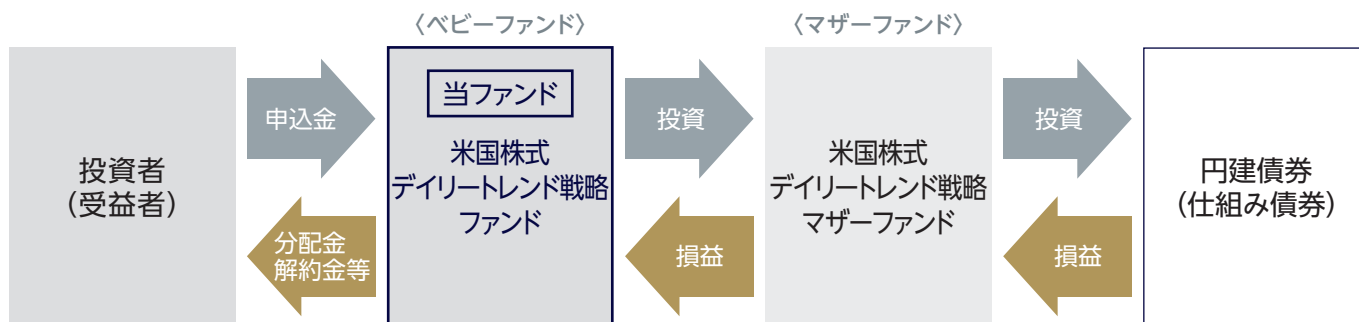 〈ベビーファンド〉
〈マザーファンド〉
投資者
(受益者)
申込金
分配金
解約金等
当ファンド
米国株式
デイリートレンド戦略
ファンド
投資
損益
米国株式
デイリートレンド戦略
マザーファンド
投資
損益
円建債券
(仕組み債券)